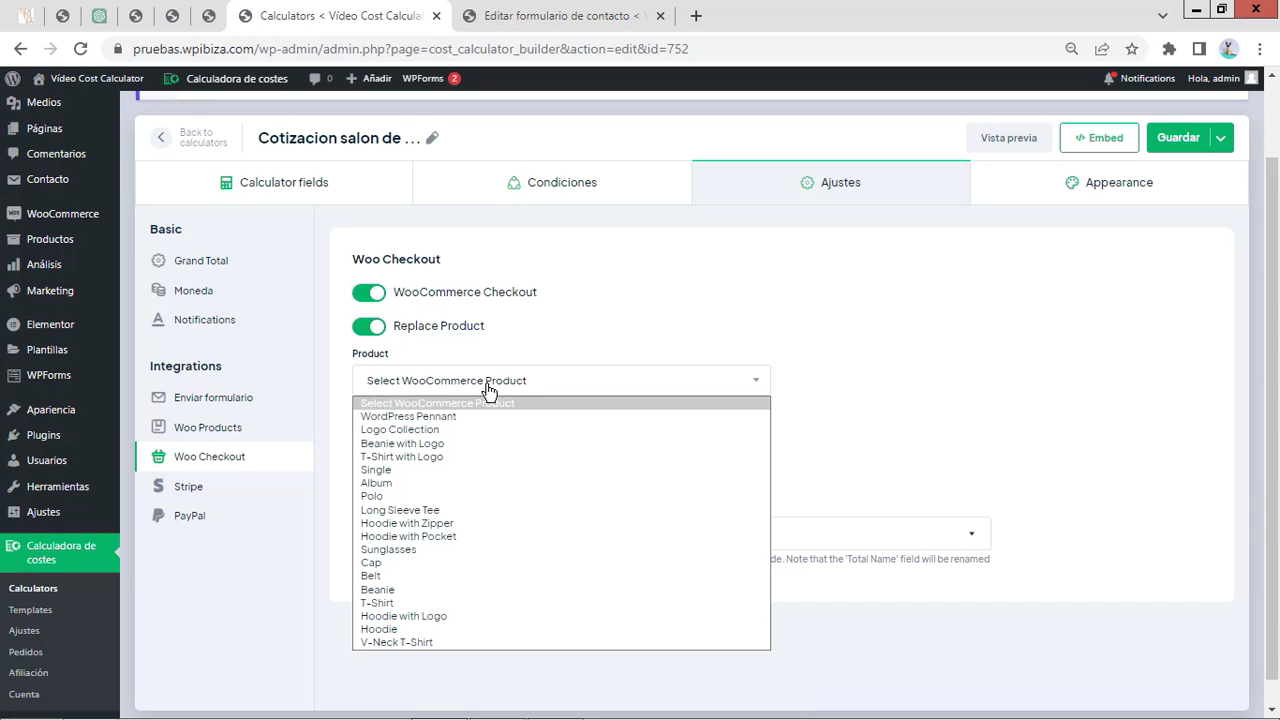 Calculators < Vídeo Cost Calcula
Editar formulario de contacto < V
pruebas.wpibiza.com/wp-admin/admin.php?page=cost_calculator_builder&action=edit&id=752
Vídeo Cost Calculator
Calculadora de costes
0
Añadir
WPForms 2
Notifications
Hola, admin
Medios
Páginas
Comentarios
Contacto
WooCommerce
Productos
Análisis
Marketing
Elementor
Plantillas
WPForms
Apariencia
Plugins
Usuarios
Herramientas
Ajustes
Calculadora de
costes
Calculators
Templates
Ajustes
Pedidos
Afiliación
Cuenta
Back to
calculators
Cotizacion salon de ...
Vista previa
</> Embed
Guardar
Calculator fields
Condiciones
Ajustes
Appearance
Basic
Grand Total
Moneda
Notifications
Integrations
Enviar formulario
Woo Products
Woo Checkout
Stripe
PayPal
Woo Checkout
WooCommerce Checkout
Replace Product
Product
Select WooCommerce Product
Select WooCommerce Product
WordPress Pennant
Logo Collection
Beanie with Logo
T-Shirt with Logo
Single
Album
Polo
Long Sleeve Tee
Hoodie with Zipper
Hoodie with Pocket
Sunglasses
Cap
Belt
Beanie
T-Shirt
Hoodie with Logo
Hoodie
V-Neck T-Shirt
de. Note that the 'Total Name' field will be renamed